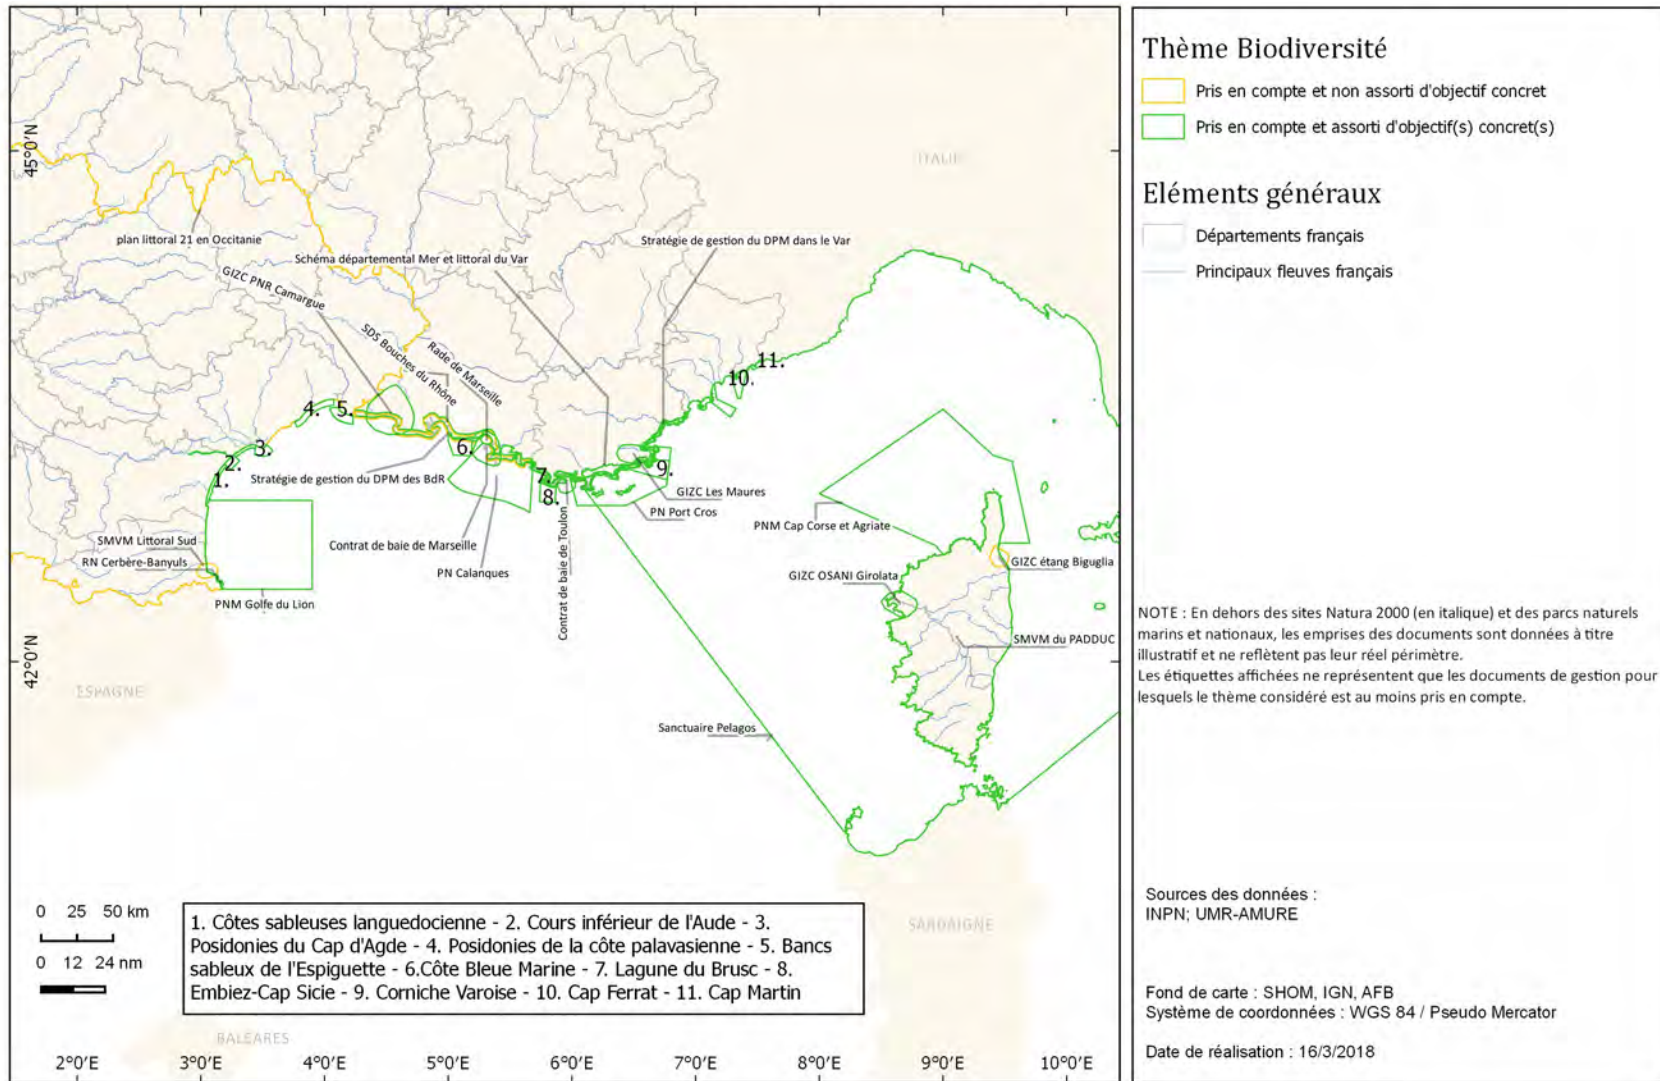 45°0'N
42°0'N
ITALIE
plan littoral 21 en Occitanie
Schéma départemental Mer et littoral du Var
Stratégie de gestion du DPM dans le Var
GIZC PNR Camargue
SDS Bouches du Rhône
Rade de Marseille
11.
10.
4.
5.
3.
2.
1.
6.
7.
8.
9.
Stratégie de gestion du DPM des BdR
GIZC Les Maures
PN Port Cros
PNM Cap Corse et Agriate
SMVM Littoral Sud
RN Cerbère-Banyuls
PNM Golfe du Lion
Contrat de baie de Marseille
PN Calanques
Contrat de baie de Toulon
GIZC étang Biguglia
GIZC OSANI Girolata
SMVM du PADDUC
ESPAGNE
Sanctuaire Pelagos
SARDAIGNE
BALEARES
0 25 50 km
0 12 24 nm
1. Côtes sableuses languedocienne - 2. Cours inférieur de l'Aude - 3.
Posidonies du Cap d'Agde - 4. Posidonies de la côte palavasienne - 5. Bancs
sableux de l'Espiguette - 6.Côte Bleue Marine - 7. Lagune du Brusc - 8.
Embiez-Cap Sicie - 9. Corniche Varoise - 10. Cap Ferrat - 11. Cap Martin
2°0'E 3°0'E 4°0'E 5°0'E 6°0'E 7°0'E 8°0'E 9°0'E 10°0'E
Thème Biodiversité
Pris en compte et non assorti d'objectif concret
Pris en compte et assorti d'objectif(s) concret(s)
Eléments généraux
Départements français
Principaux fleuves français
NOTE : En dehors des sites Natura 2000 (en italique) et des parcs naturels
marins et nationaux, les emprises des documents sont données à titre
illustratif et ne reflètent pas leur réel périmètre.
Les étiquettes affichées ne représentent que les documents de gestion pour
lesquels le thème considéré est au moins pris en compte.
Sources des données :
INPN; UMR-AMURE
Fond de carte : SHOM, IGN, AFB
Système de coordonnées : WGS 84 / Pseudo Mercator
Date de réalisation : 16/3/2018